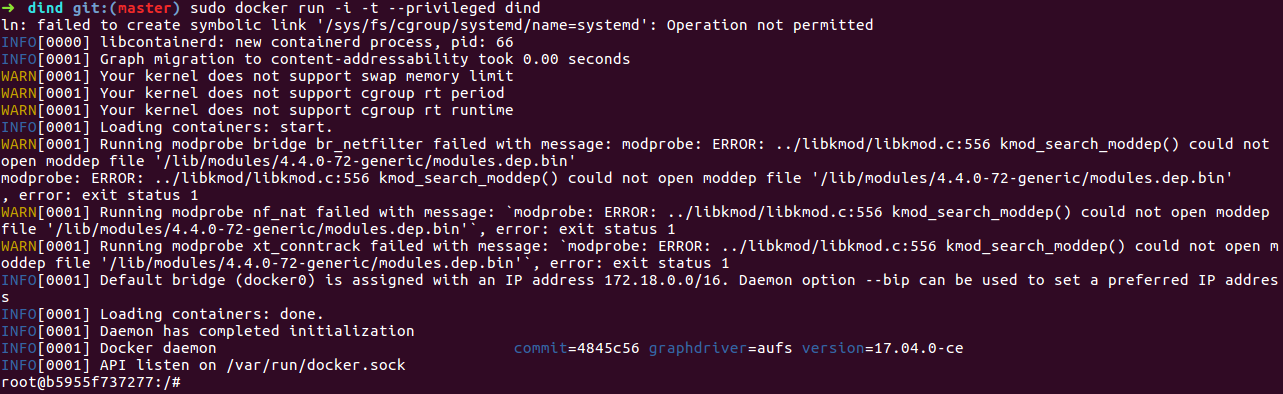 ➜ dind git:(master) sudo docker run -i -t --privileged dind
ln: failed to create symbolic link '/sys/fs/cgroup/systemd/name=systemd': Operation not permitted
INFO[0000] libcontainerd: new containerd process, pid: 66
INFO[0001] Graph migration to content-addressability took 0.00 seconds
WARN[0001] Your kernel does not support swap memory limit
WARN[0001] Your kernel does not support cgroup rt period
WARN[0001] Your kernel does not support cgroup rt runtime
INFO[0001] Loading containers: start.
WARN[0001] Running modprobe bridge br_netfilter failed with message: modprobe: ERROR: ../libkmod/libkmod.c:556 kmod_search_moddep() could not
open moddep file '/lib/modules/4.4.0-72-generic/modules.dep.bin'
modprobe: ERROR: ../libkmod/libkmod.c:556 kmod_search_moddep() could not open moddep file '/lib/modules/4.4.0-72-generic/modules.dep.bin'
, error: exit status 1
WARN[0001] Running modprobe nf_nat failed with message: `modprobe: ERROR: ../libkmod/libkmod.c:556 kmod_search_moddep() could not open moddep
file '/lib/modules/4.4.0-72-generic/modules.dep.bin'`, error: exit status 1
WARN[0001] Running modprobe xt_conntrack failed with message: `modprobe: ERROR: ../libkmod/libkmod.c:556 kmod_search_moddep() could not open m
oddep file '/lib/modules/4.4.0-72-generic/modules.dep.bin'`, error: exit status 1
INFO[0001] Default bridge (docker0) is assigned with an IP address 172.18.0.0/16. Daemon option --bip can be used to set a preferred IP addres
s
INFO[0001] Loading containers: done.
INFO[0001] Daemon has completed initialization
INFO[0001] Docker daemon commit=4845c56 graphdriver=aufs version=17.04.0-ce
INFO[0001] API listen on /var/run/docker.sock
root@b5955f737277:/#